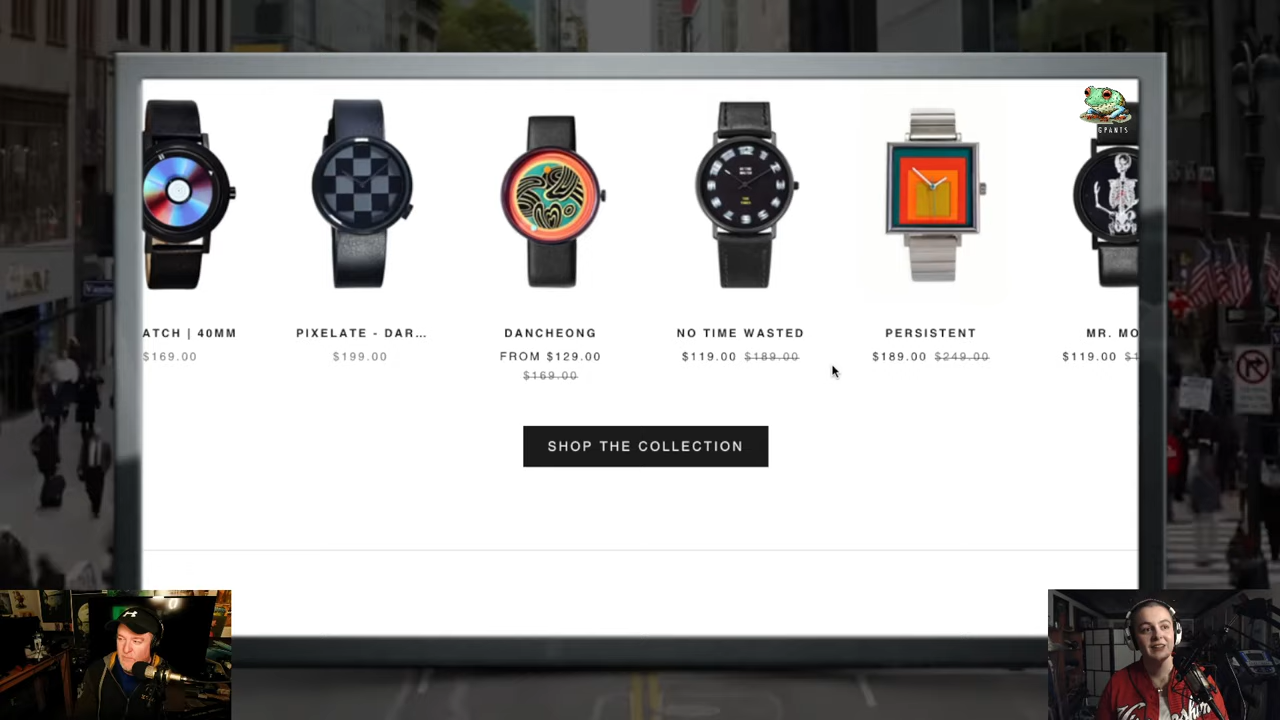 GPANTS
ATCH | 40MM
$169.00
PIXELATE - DAR...
$199.00
DANCHEONG
FROM $129.00
$169.00
NO TIME WASTED
$119.00 $189.00
PERSISTENT
$189.00 $249.00
MR. MO
$119.00 $1
SHOP THE COLLECTION